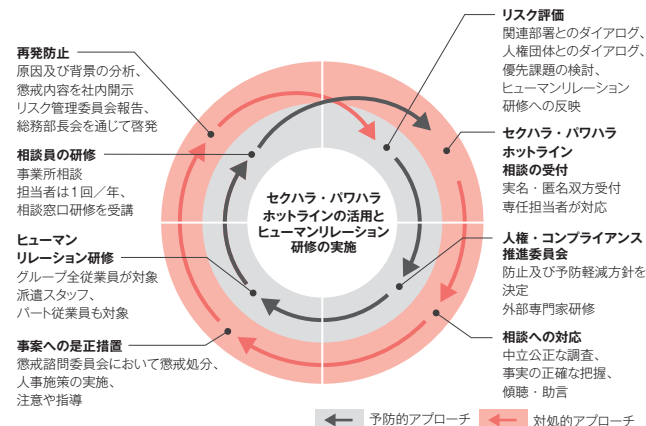 リスク評価
関連部署とのダイアログ、
人権団体とのダイアログ、
優先課題の検討、
ヒューマンリレーション
研修への反映
再発防止
原因及び背景の分析、
懲戒内容を社内開示
リスク管理委員会報告、
総務部長会を通じて啓発
セクハラ・パワハラ
ホットライン
相談の受付
実名・匿名双方受付
専任担当者が対応
相談員の研修
事業所相談
担当者は1回／年、
相談窓口研修を受講
セクハラ・パワハラ
ホットラインの活用と
ヒューマンリレーション
研修の実施
ヒューマン
リレーション研修
グループ全従業員が対象
派遣スタッフ、
パート従業員も対象
人権・コンプライアンス
推進委員会
防止及び予防軽減方針を
決定
外部専門家研修
事案への是正措置
懲戒諮問委員会において懲戒処分、
人事施策の実施、
注意や指導
相談への対応
中立公正な調査、
事実の正確な把握、
傾聴・助言
予防的アプローチ
対処的アプローチ